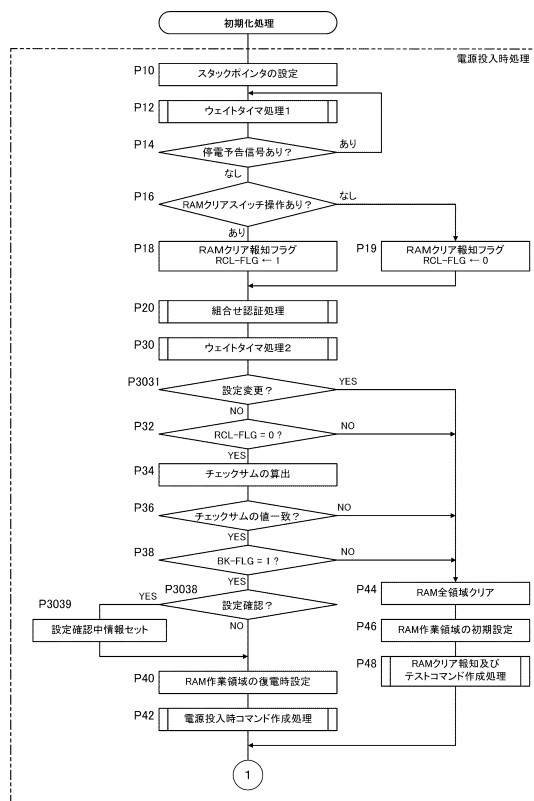 初期化処理
電源投入時処理
P10
スタックポインタの設定
P12
ウェイトタイマ処理1
P14
停電予告信号あり?
あり
なし
P16
RAMクリアスイッチ操作あり?
なし
あり
P18
RAMクリア報知フラグ
RCL-FLG ← 1
P19
RAMクリア報知フラグ
RCL-FLG ← 0
P20
組合せ認証処理
P30
ウェイトタイマ処理2
P3031
設定変更?
YES
NO
P32
RCL-FLG = 0 ?
NO
YES
P34
チェックサムの算出
P36
チェックサムの値一致?
NO
YES
P38
BK-FLG = 1 ?
NO
YES
P3038
P44
RAM全領域クリア
YES
設定確認?
P3039
NO
設定確認中情報セット
P46
RAM作業領域の初期設定
P48
RAMクリア報知及び
テストコマンド作成処理
P40
RAM作業領域の復電時設定
P42
電源投入時コマンド作成処理
1